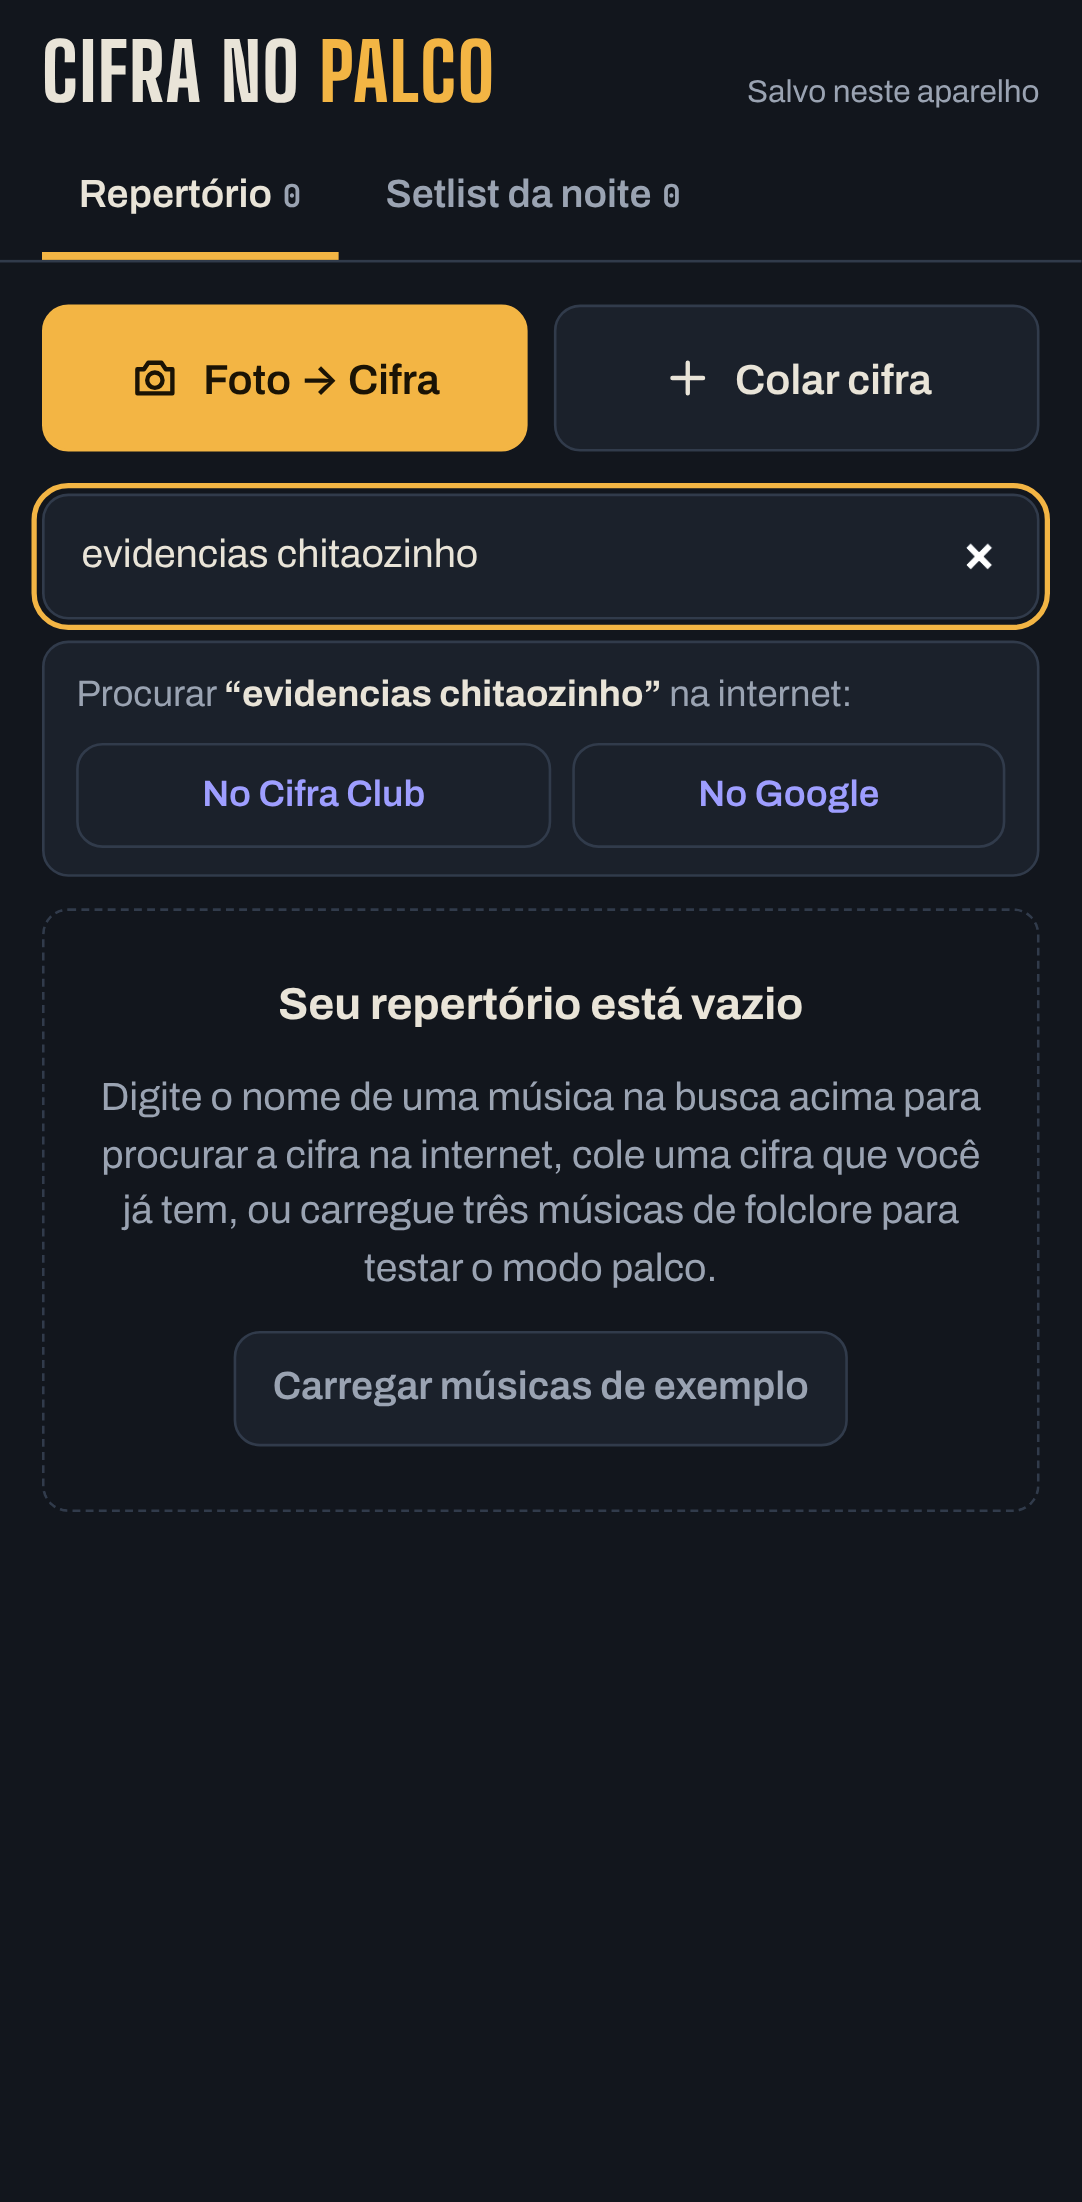 CIFRA NO PALCO
Salvo neste aparelho
Repertório 0
Setlist da noite 0
Foto → Cifra
+ Colar cifra
evidencias chitaozinho ×
Procurar “evidencias chitaozinho” na internet:
No Cifra Club
No Google
Seu repertório está vazio
Digite o nome de uma música na busca acima para
procurar a cifra na internet, cole uma cifra que você
já tem, ou carregue três músicas de folclore para
testar o modo palco.
Carregar músicas de exemplo